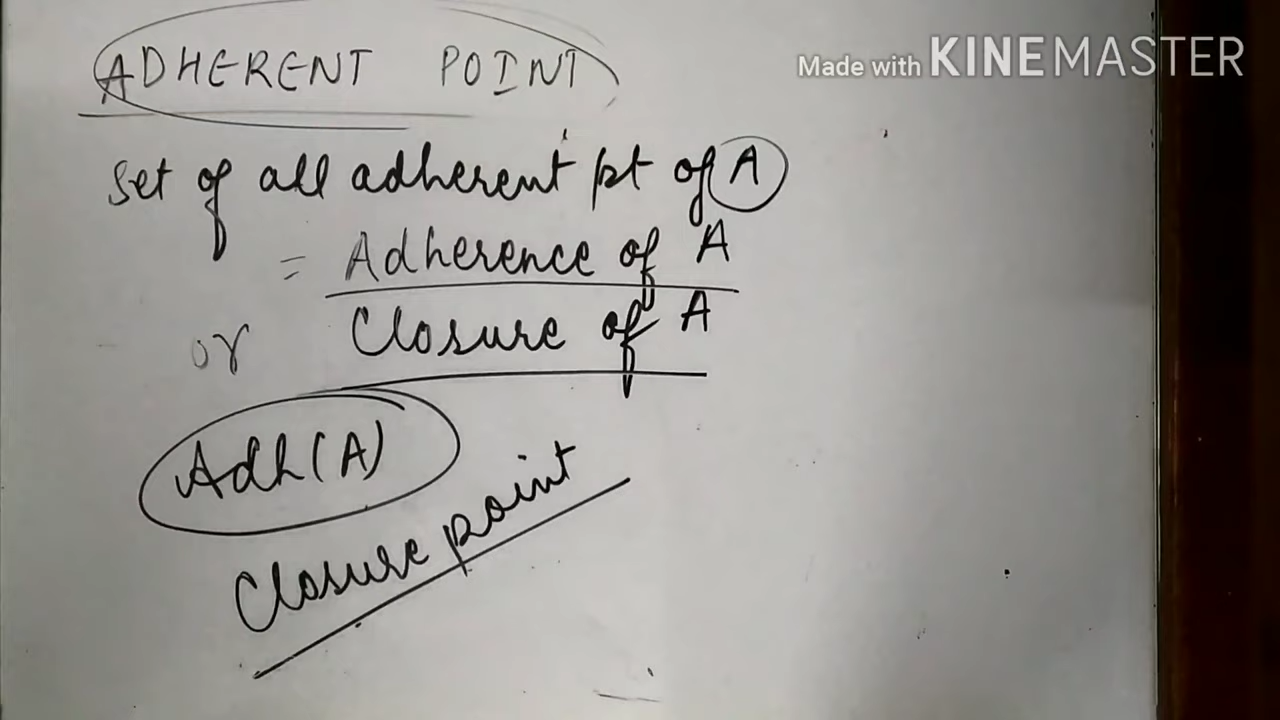 ADHERENT POINT
Made with KINEMASTER
Set of all adherent pt of A
= Adherence of A
or Closure of A
Adh(A)
Closure point